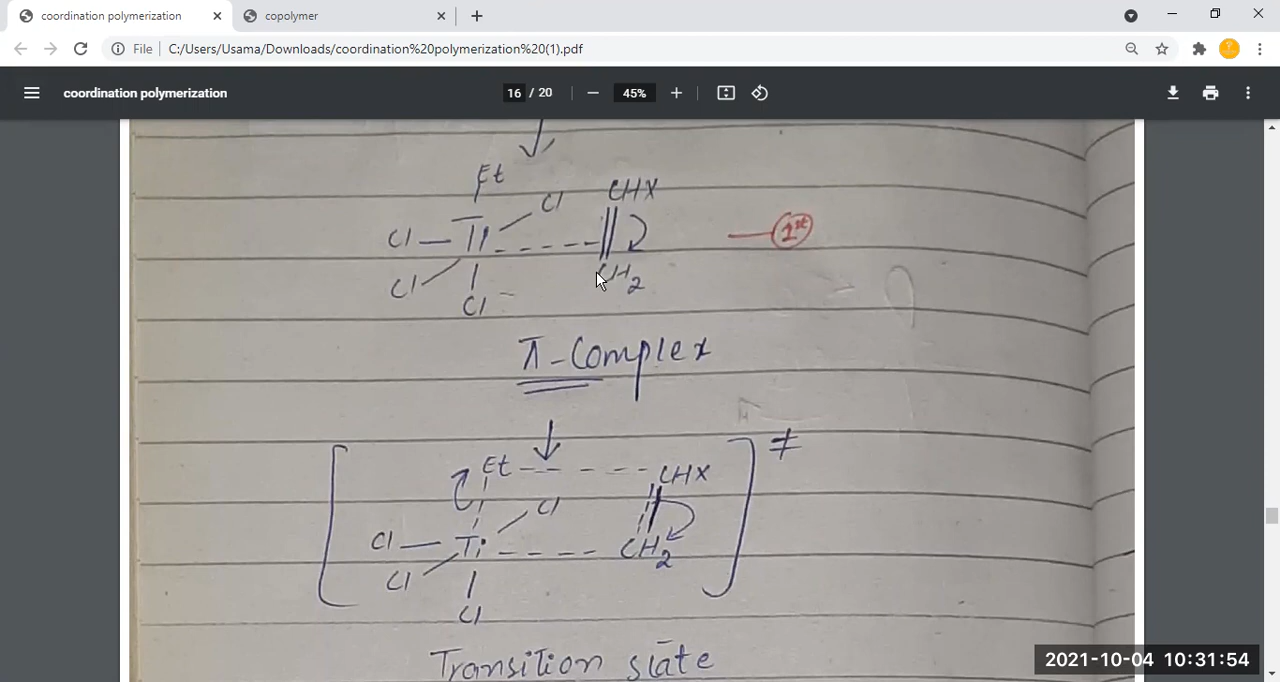 coordination polymerization
copolymer
File | C:/Users/Usama/Downloads/coordination%20polymerization%20(1).pdf
coordination polymerization
16 / 20
45%
Et
Cl
CHX
Cl
Ti
1st
Cl
CH2
Cl
π-Complex
Et
CHX
≠
Cl
Cl
Ti
CH2
Cl
Cl
Transition state
2021-10-04 10:31:54